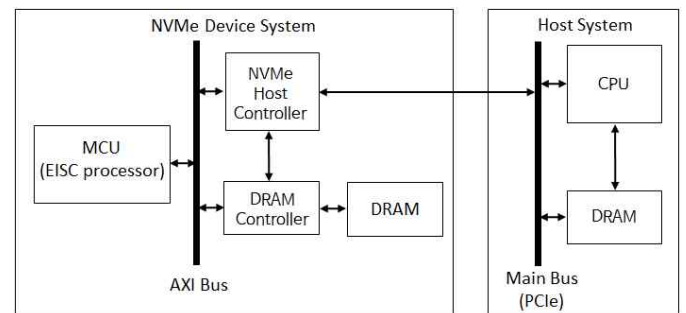 NVMe Device System
Host System
NVMe
Host
Controller
CPU
MCU
(EISC processor)
DRAM
Controller
DRAM
DRAM
AXI Bus
Main Bus
(PCIe)